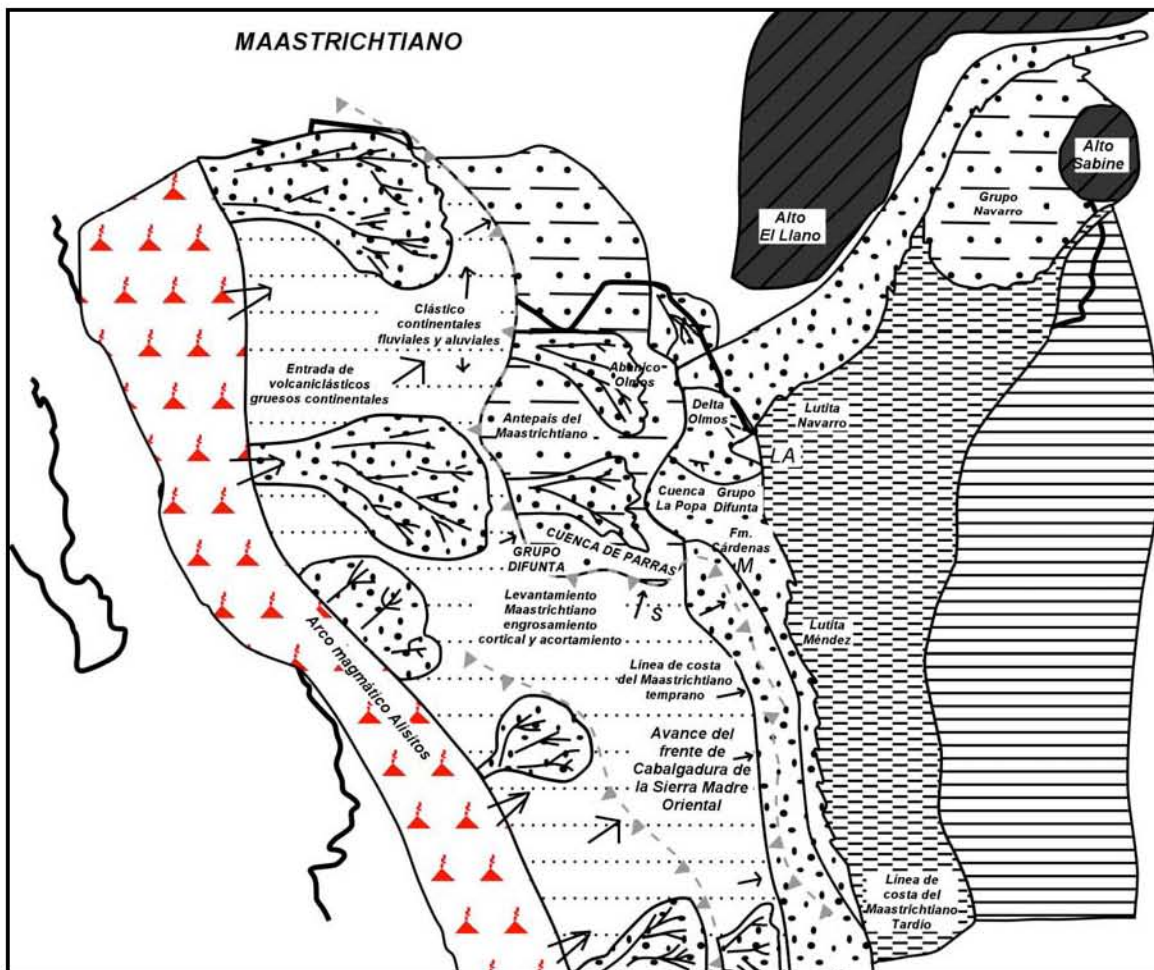 MAASTRICHTIANO
Alto
Sabine
Grupo
Navarro
Alto
El Llano
Clástico
continentales
fluviales y aluviales
Entrada de
volcaniclásticos
gruesos continentales
Abanico
Olmos
Antepaís del
Maastrichtiano
Delta
Olmos
Lutita
Navarro
LA
Cuenca
La Popa
Grupo
Difunta
Fm.
Cárdenas
M
CUENCA DE PARRAS
GRUPO
DIFUNTA
S
Levantamiento
Maastrichtiano
engrosamiento
cortical y acortamiento
Lutita
Méndez
Arco magmático Alisitos
Línea de costa
del Maastrichtiano
temprano
Avance del
frente de
Cabalgadura de
la Sierra Madre
Oriental
Línea de
costa del
Maastrichtiano
Tardío